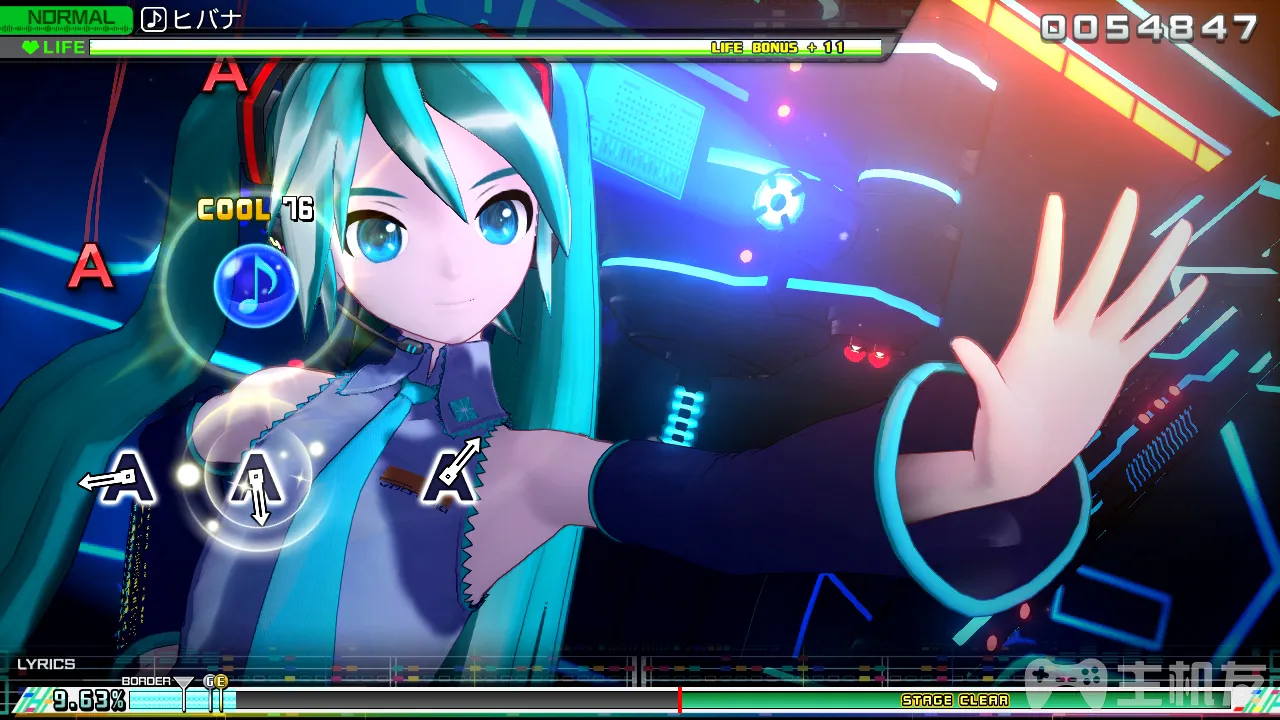 NORMAL ヒバナ
0054847
LIFE
LIFE BONUS + 11
A
COOL 76
A
A A A
LYRICS
BORDER G E
9.63%
STAGE CLEAR
主机友